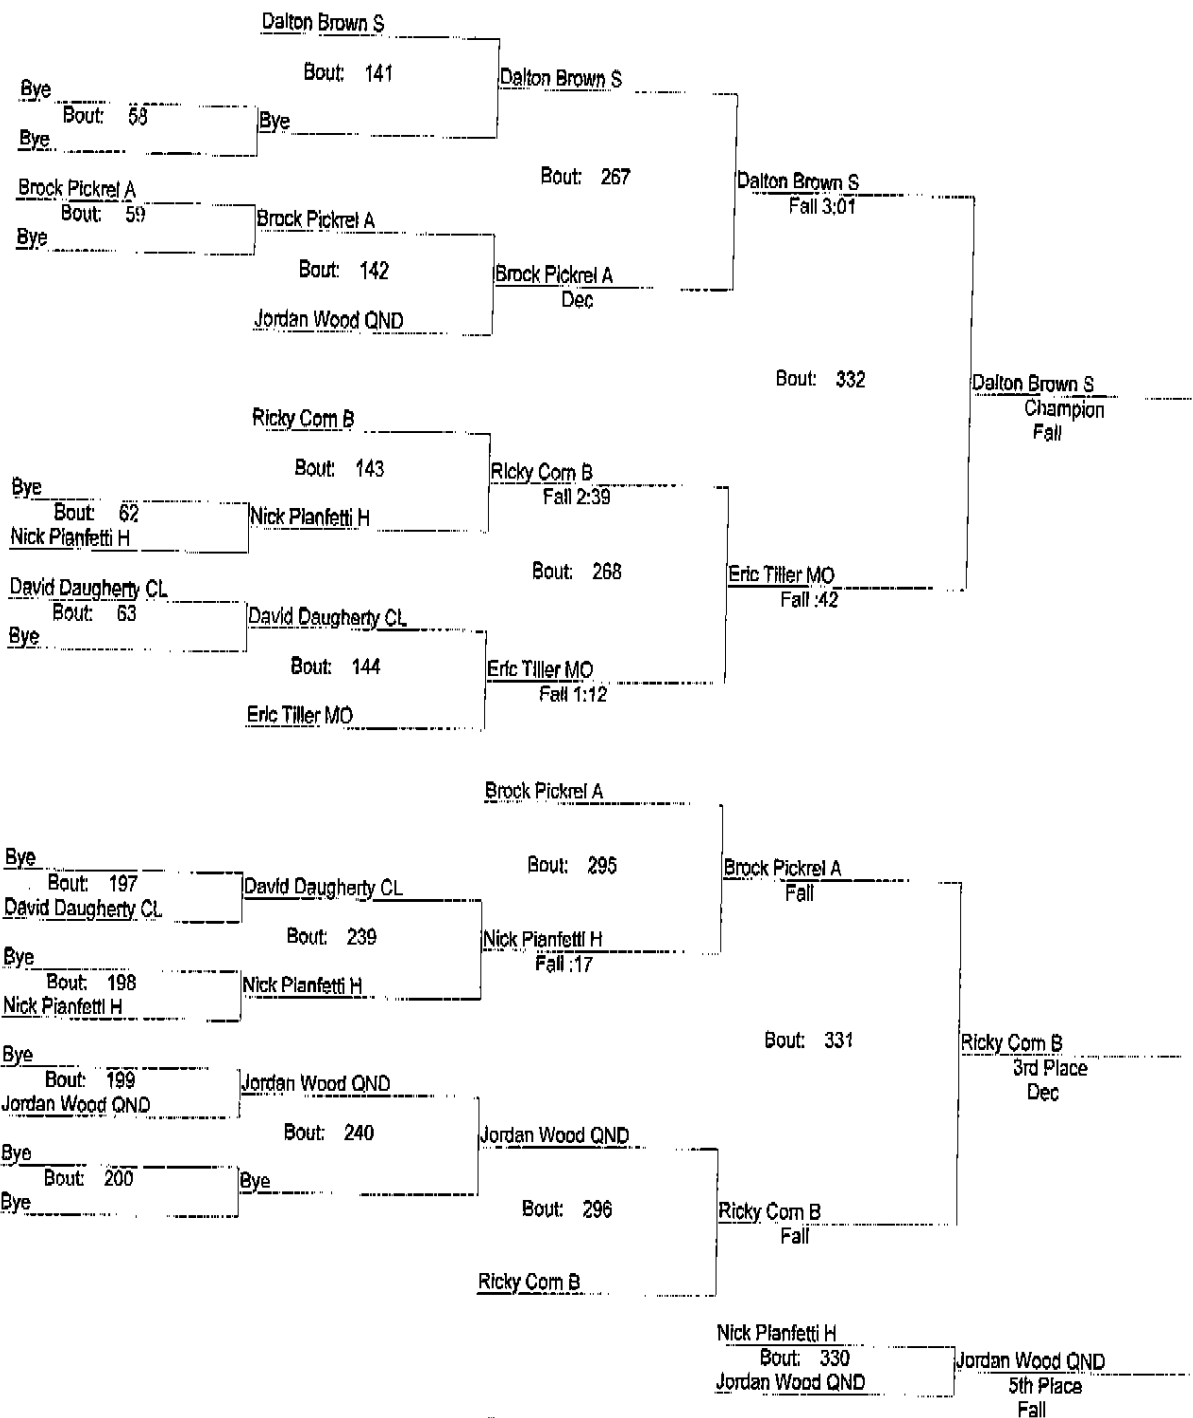 Dalton Brown S
Bout: 141
Dalton Brown S
Bye
Bout: 58
Bye
Bye
Bout: 267
Dalton Brown S
Fall 3:01
Brock Pickrel A
Bout: 59
Brock Pickrel A
Bye
Bout: 142
Brock Pickrel A
Dec
Jordan Wood QND
Bout: 332
Dalton Brown S
Champion
Fall
Ricky Corn B
Bout: 143
Ricky Corn B
Fall 2:39
Bye
Bout: 62
Nick Pianfetti H
Nick Pianfetti H
Bout: 268
Eric Tiller MO
Fall :42
David Daugherty CL
Bout: 63
David Daugherty CL
Bye
Bout: 144
Eric Tiller MO
Fall 1:12
Eric Tiller MO
Brock Pickrel A
Bout: 295
Brock Pickrel A
Fall
Bye
Bout: 197
David Daugherty CL
David Daugherty CL
Bout: 239
Nick Pianfetti H
Fall :17
Bye
Bout: 198
Nick Pianfetti H
Nick Pianfetti H
Bout: 331
Ricky Corn B
3rd Place
Dec
Bye
Bout: 199
Jordan Wood QND
Jordan Wood QND
Bout: 240
Jordan Wood QND
Bye
Bout: 200
Bye
Bye
Bout: 296
Ricky Corn B
Fall
Ricky Corn B
Nick Pianfetti H
Bout: 330
Jordan Wood QND
Jordan Wood QND
5th Place
Fall